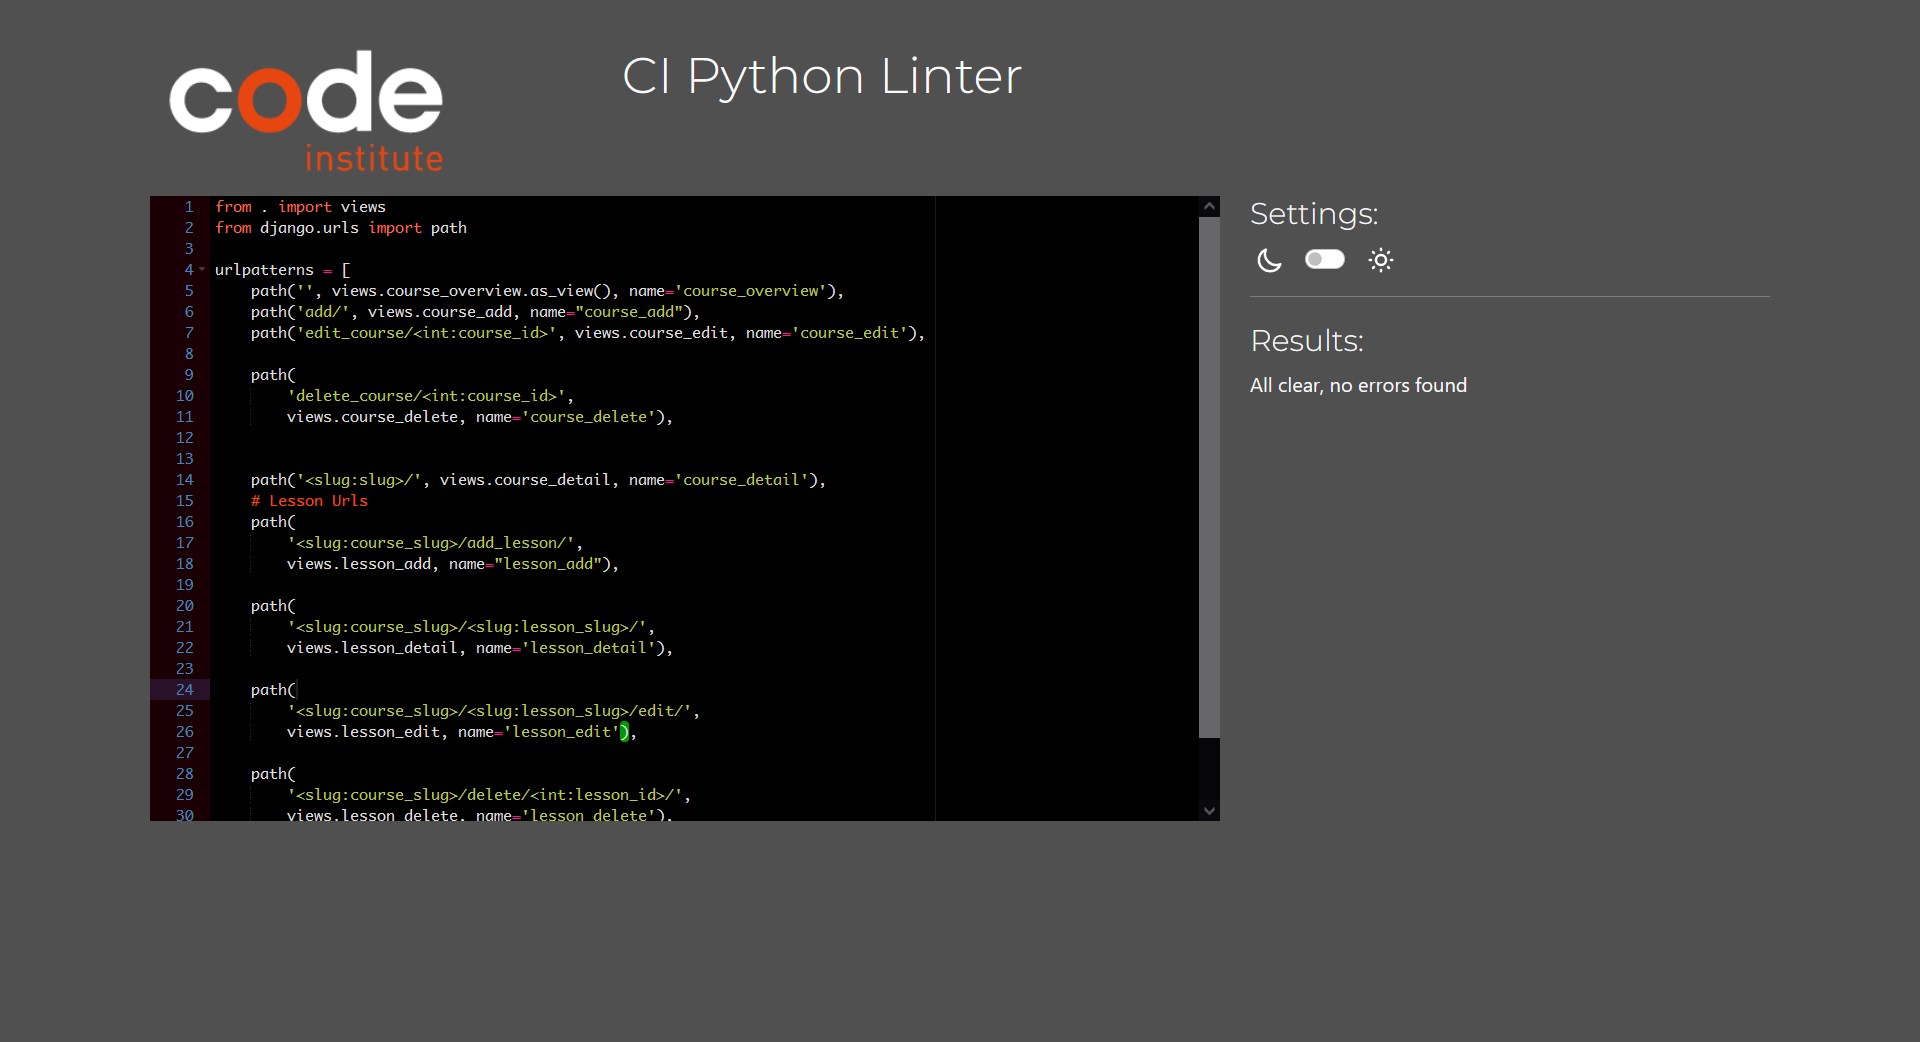 code
institute
CI Python Linter
1 from . import views
2 from django.urls import path
3
4 urlpatterns = [
5     path('', views.course_overview.as_view(), name='course_overview'),
6     path('add/', views.course_add, name="course_add"),
7     path('edit_course/<int:course_id>', views.course_edit, name='course_edit'),
8
9     path(
10         'delete_course/<int:course_id>',
11         views.course_delete, name='course_delete'),
12
13
14     path('<slug:slug>/', views.course_detail, name='course_detail'),
15     # Lesson Urls
16     path(
17         '<slug:course_slug>/add_lesson/',
18         views.lesson_add, name="lesson_add"),
19
20     path(
21         '<slug:course_slug>/<slug:lesson_slug>/',
22         views.lesson_detail, name='lesson_detail'),
23
24     path(
25         '<slug:course_slug>/<slug:lesson_slug>/edit/',
26         views.lesson_edit, name='lesson_edit'),
27
28     path(
29         '<slug:course_slug>/delete/<int:lesson_id>/',
30         views.lesson_delete, name='lesson_delete'),
Settings:
Results:
All clear, no errors found